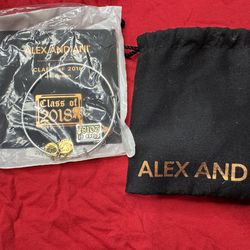 ALEX AND ANI
CLASS OF 2018
Class of
2018
ALEX AND